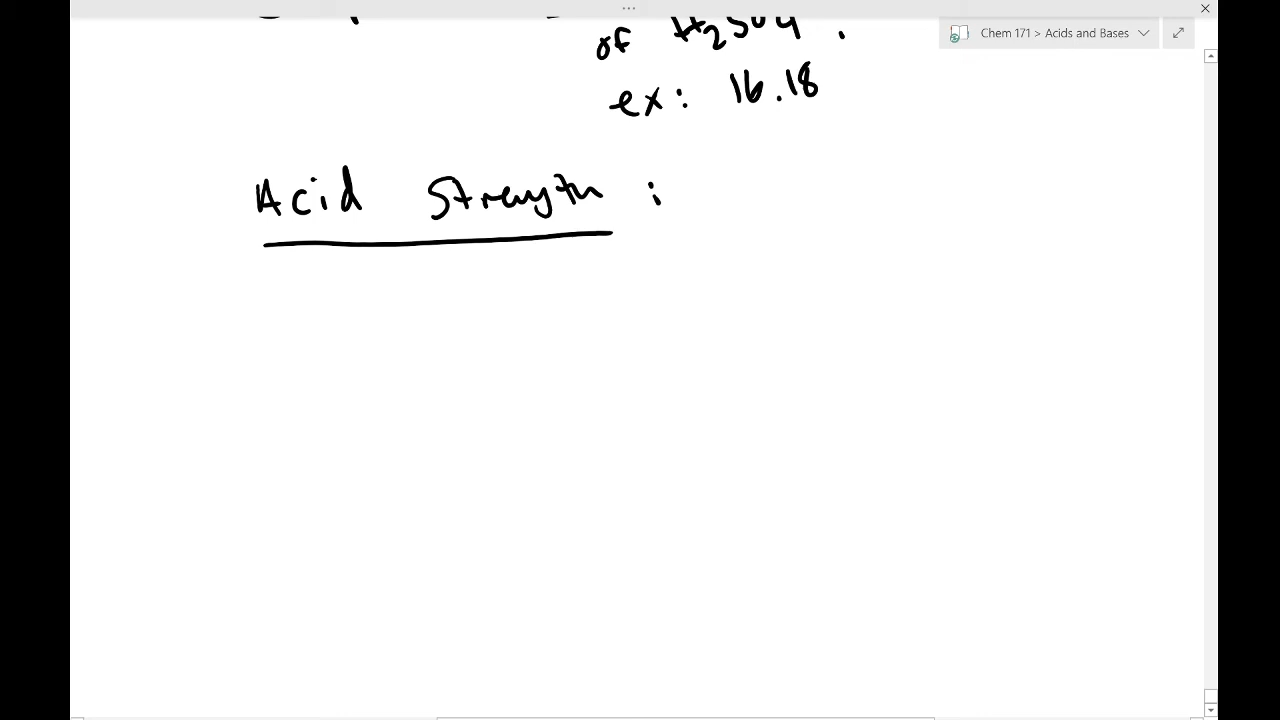 Chem 171 > Acids and Bases
of H2SO4.
ex: 16.18
Acid Strength: